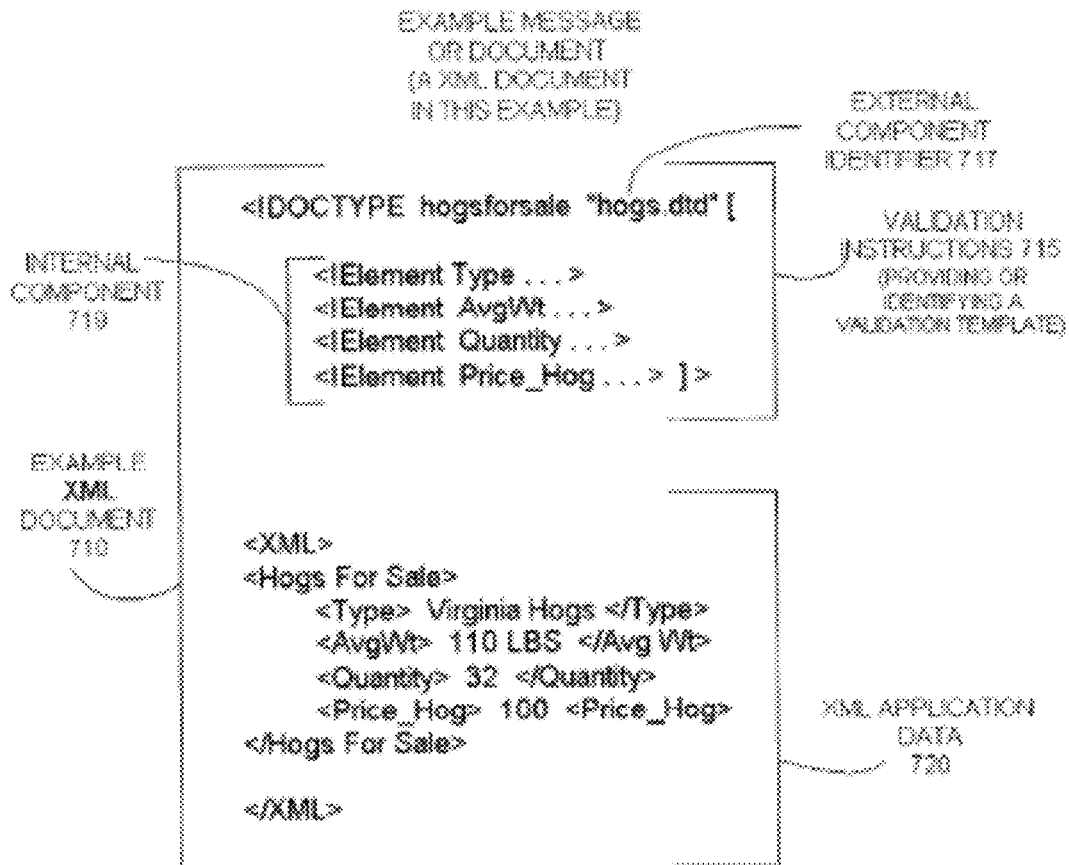 EXAMPLE MESSAGE
OR DOCUMENT
(A XML DOCUMENT
IN THIS EXAMPLE)
EXTERNAL
COMPONENT
IDENTIFIER 717
<!DOCTYPE hogsforsale "hogs.dtd" [
VALIDATION
INSTRUCTIONS 715
(PROVIDING OR
IDENTIFYING A
VALIDATION TEMPLATE)
INTERNAL
COMPONENT
719
<!Element Type . . . >
<!Element AvgWt . . . >
<!Element Quantity . . . >
<!Element Price_Hog . . . > ] >
EXAMPLE
XML
DOCUMENT
710
<XML>
<Hogs For Sale>
<Type> Virginia Hogs </Type>
<AvgWt> 110 LBS </Avg Wt>
<Quantity> 32 </Quantity>
<Price_Hog> 100 <Price_Hog>
</Hogs For Sale>
</XML>
XML APPLICATION
DATA
720